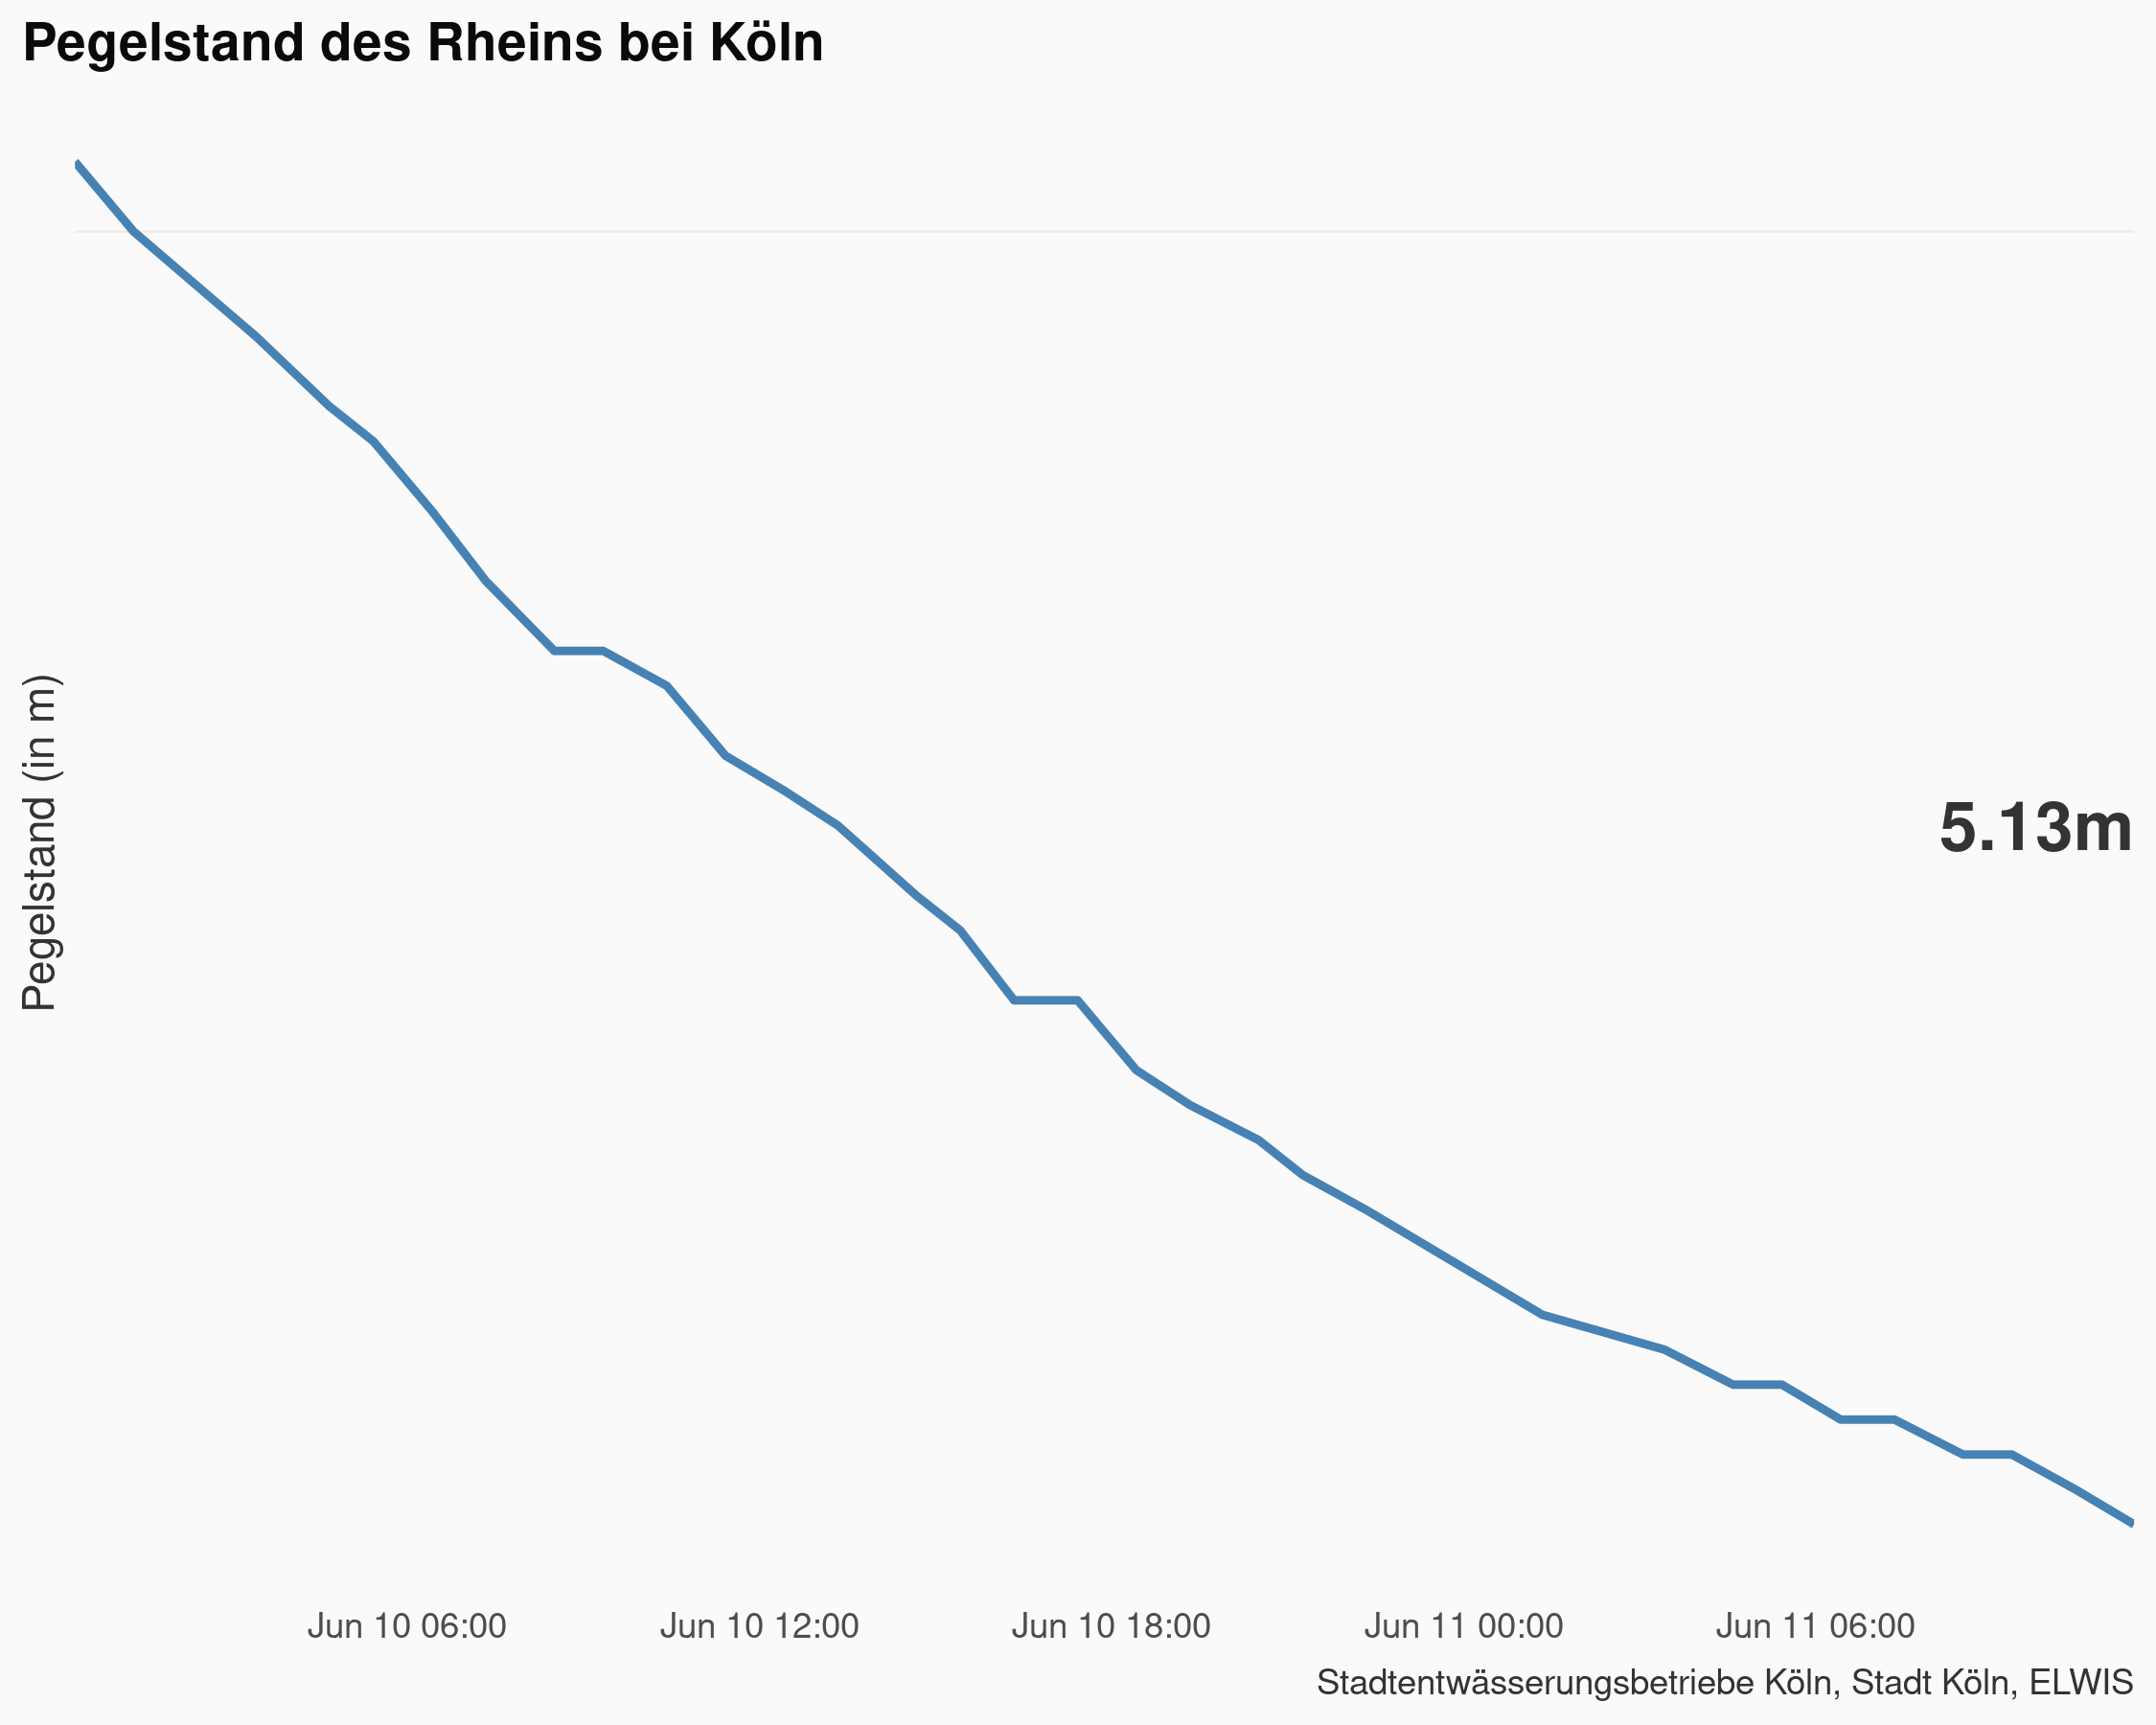 Pegelstand des Rheins bei Köln
Pegelstand (in m)
5.13m
Jun 10 06:00
Jun 10 12:00
Jun 10 18:00
Jun 11 00:00
Jun 11 06:00
Stadtentwässerungsbetriebe Köln, Stadt Köln, ELWIS